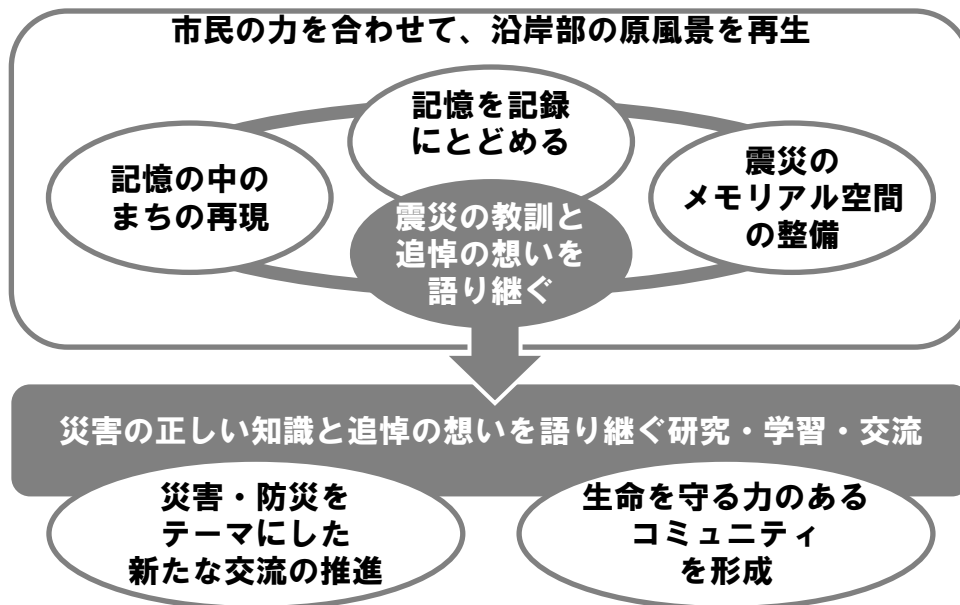 市民の力を合わせて、沿岸部の原風景を再生
記憶を記録
にとどめる
記憶の中の
まちの再現
震災の
メモリアル空間
の整備
震災の教訓と
追悼の想いを
語り継ぐ
災害の正しい知識と追悼の想いを語り継ぐ研究・学習・交流
災害・防災を
テーマにした
新たな交流の推進
生命を守る力のある
コミュニティ
を形成